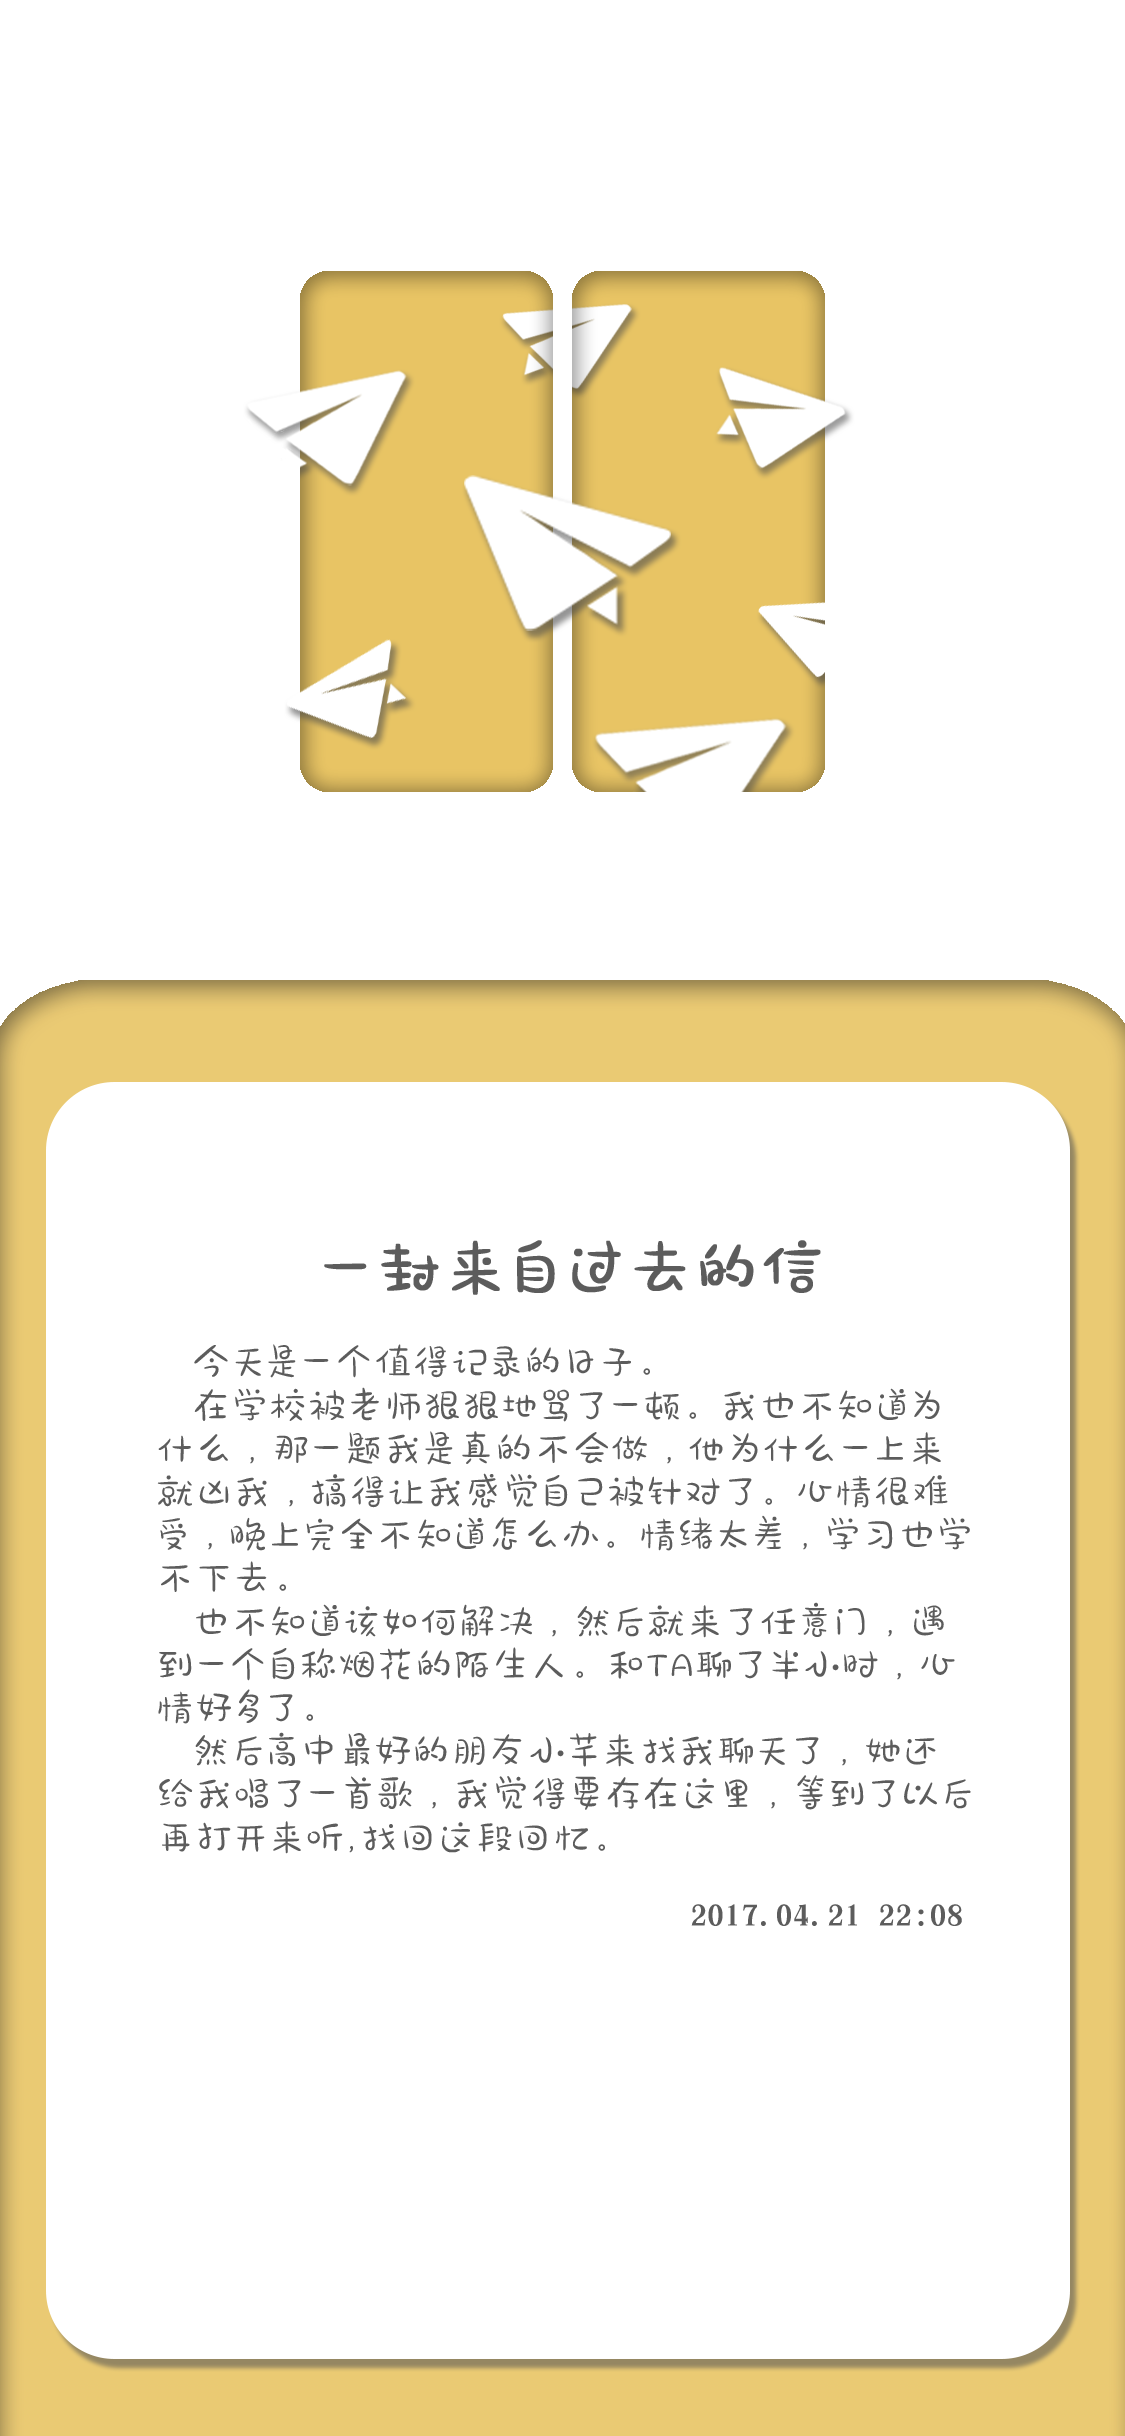 一封来自过去的信
今天是一个值得记录的日子。
在学校被老师狠狠地骂了一顿。我也不知道为
什么，那一题我是真的不会做，他为什么一上来
就凶我，搞得让我感觉自己被针对了。心情很难
受，晚上完全不知道怎么办。情绪太差，学习也学
不下去。
也不知道该如何解决，然后就来了任意门，遇
到一个自称烟花的陌生人。和TA聊了半小时，心
情好多了。
然后高中最好的朋友小芊来找我聊天了，她还
给我唱了一首歌，我觉得要存在这里，等到了以后
再打开来听,找回这段回忆。
2017.04.21 22:08